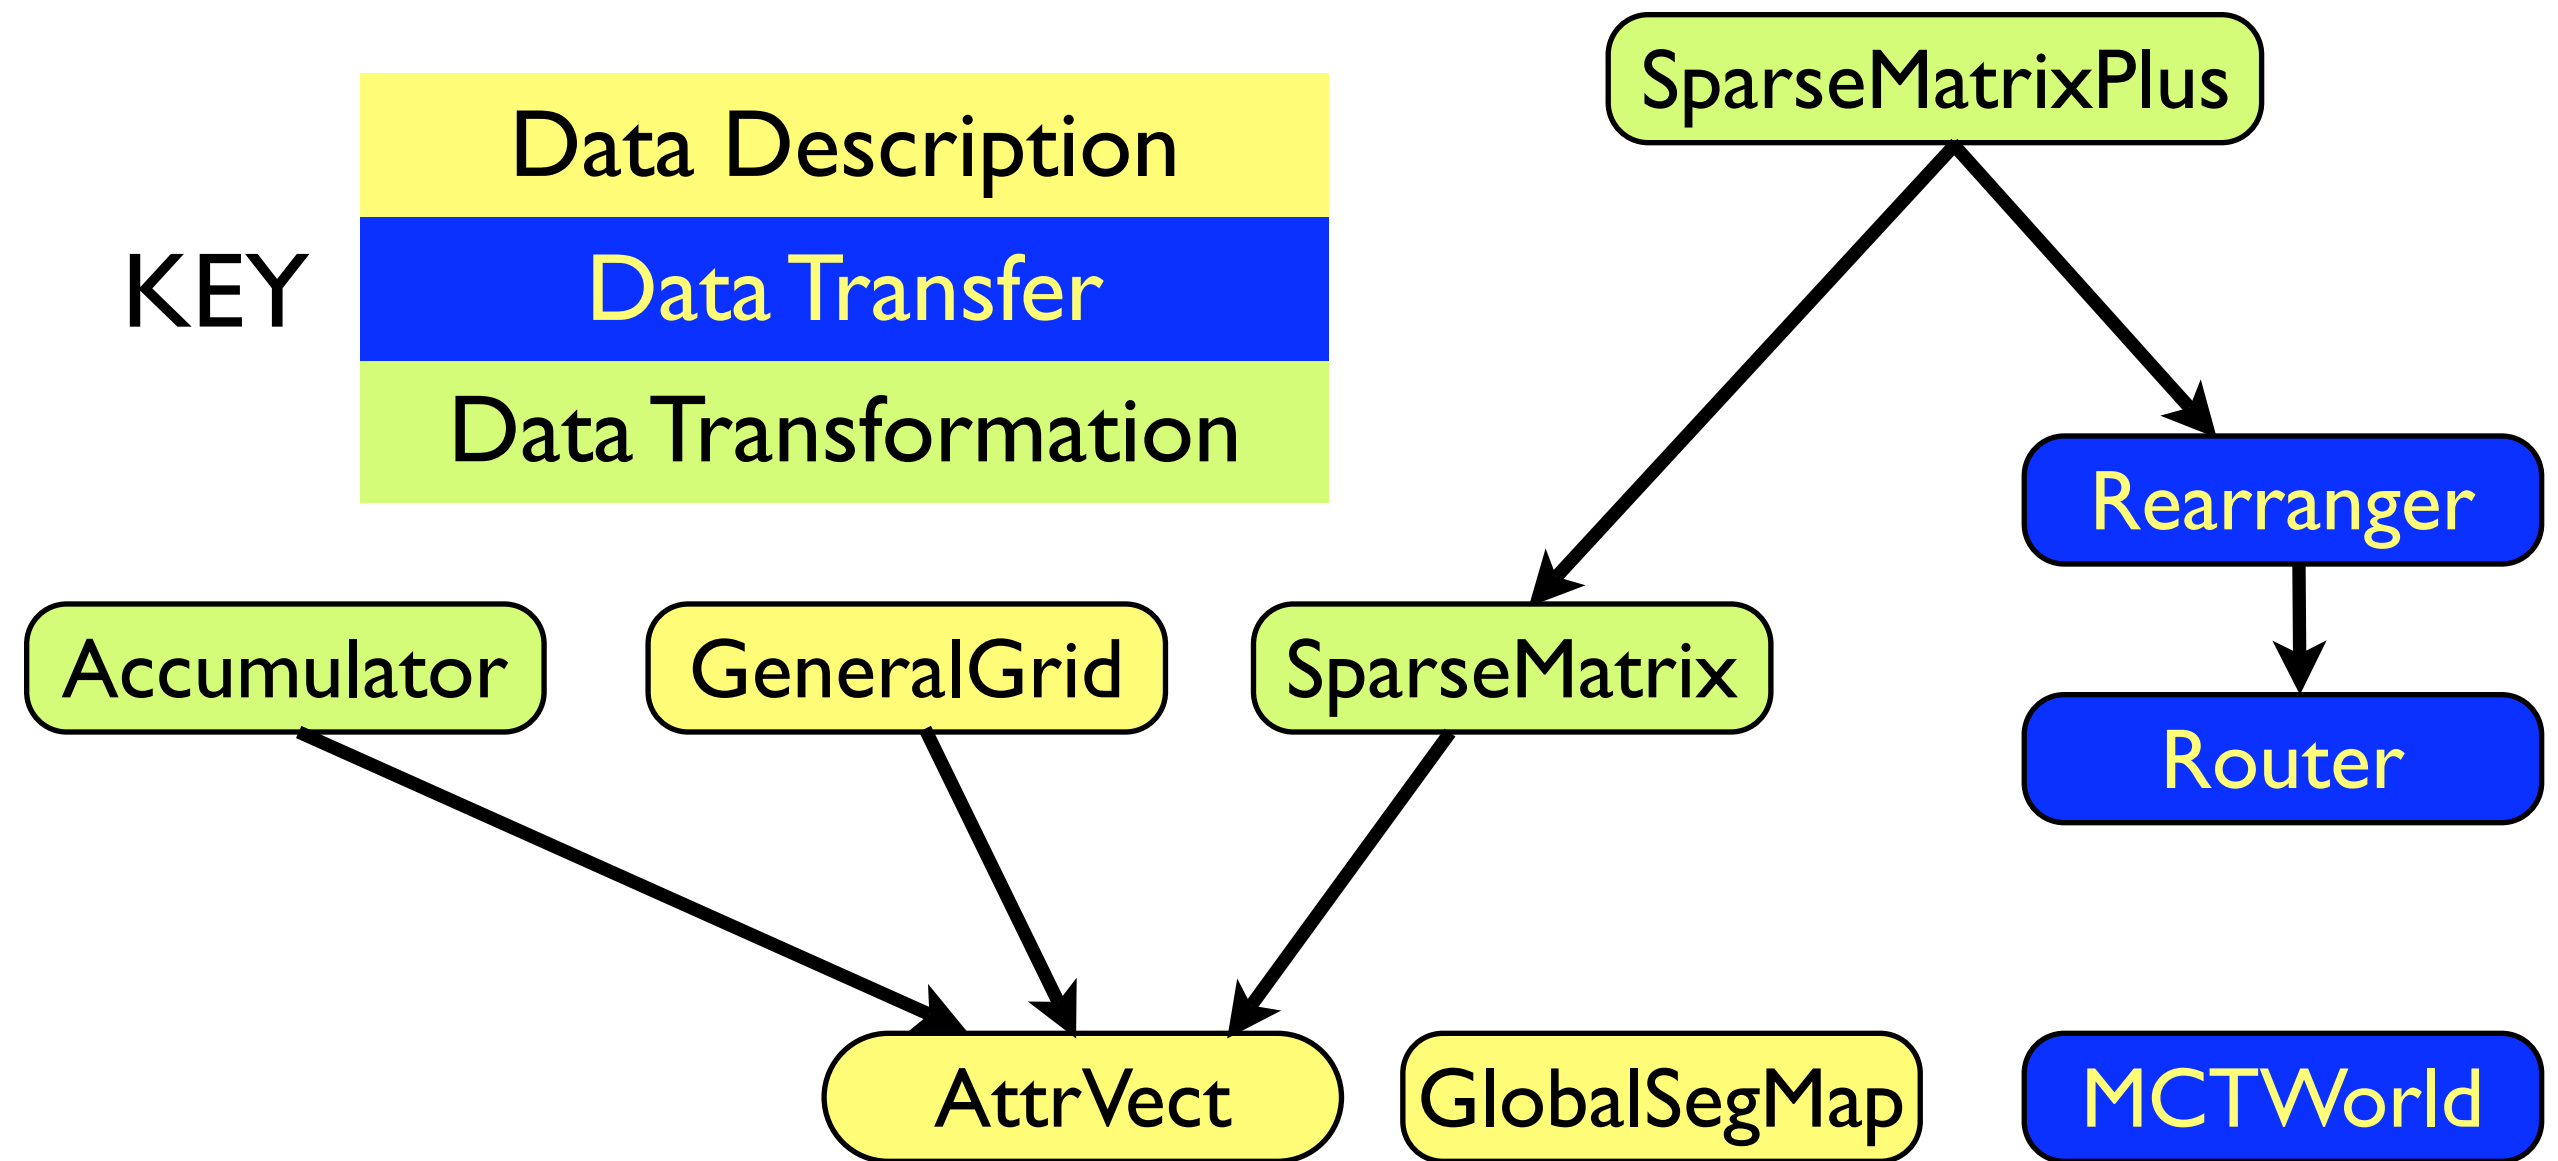 SparseMatrixPlus
Data Description
KEY
Data Transfer
Data Transformation
Rearranger
Accumulator
GeneralGrid
SparseMatrix
Router
AttrVect
GlobalSegMap
MCTWorld